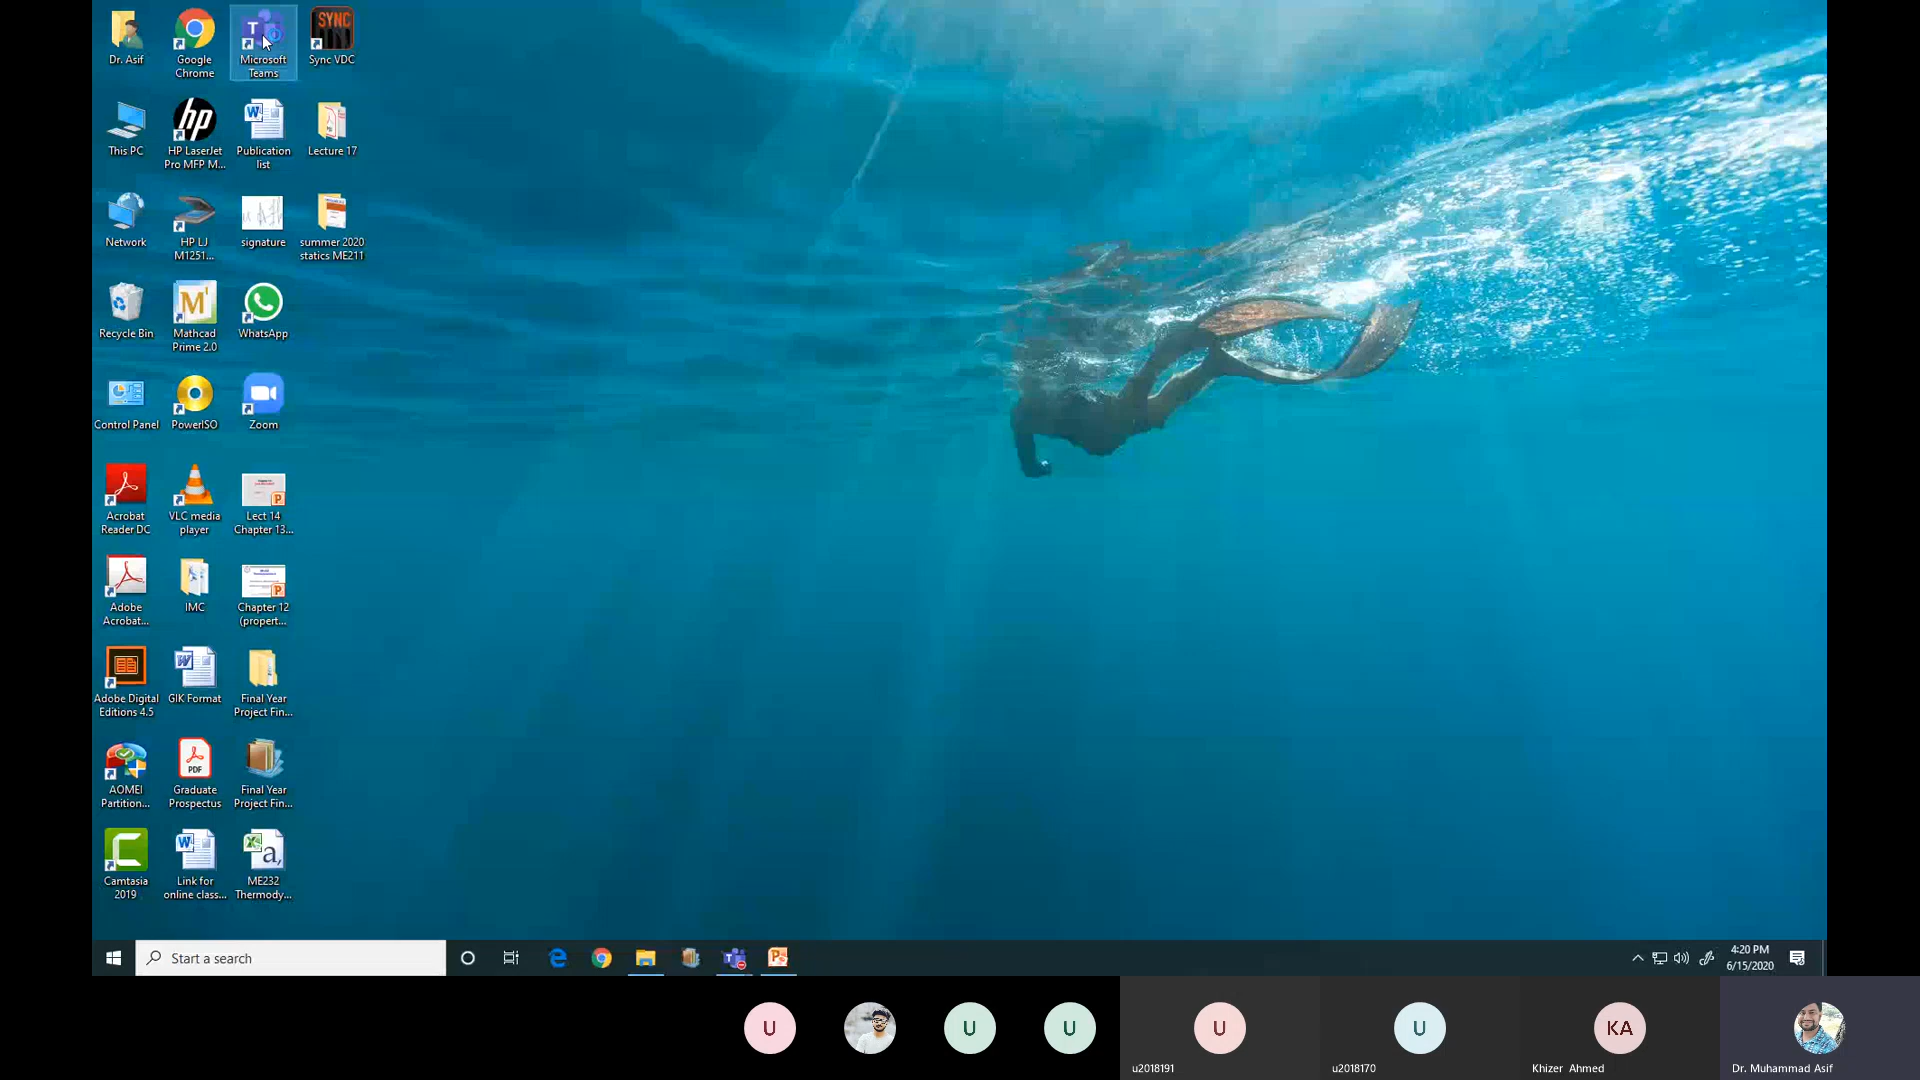 Dr. Asif
Google
Chrome
T
Microsoft
Teams
SYNC
Sync VDC
This PC
hp
HP LaserJet
Pro MFP M...
W
Publication
list
Lecture 17
Network
HP LJ
M1251...
signature
summer 2020
statics ME211
Recycle Bin
M
Mathcad
Prime 2.0
WhatsApp
Control Panel
PowerISO
Zoom
Acrobat
Reader DC
VLC media
player
P
Lect 14
Chapter 13...
Adobe
Acrobat...
IMC
P
Chapter 12
(propert...
Adobe Digital
Editions 4.5
W
GIK Format
Final Year
Project Fin...
AOMEI
Partition...
PDF
Graduate
Prospectus
Final Year
Project Fin...
C
Camtasia
2019
W
Link for
online class...
X
a,
ME232
Thermody...
Start a search
4:20 PM
6/15/2020
U
U
U
U
u2018191
U
u2018170
KA
Khizer Ahmed
Dr. Muhammad Asif